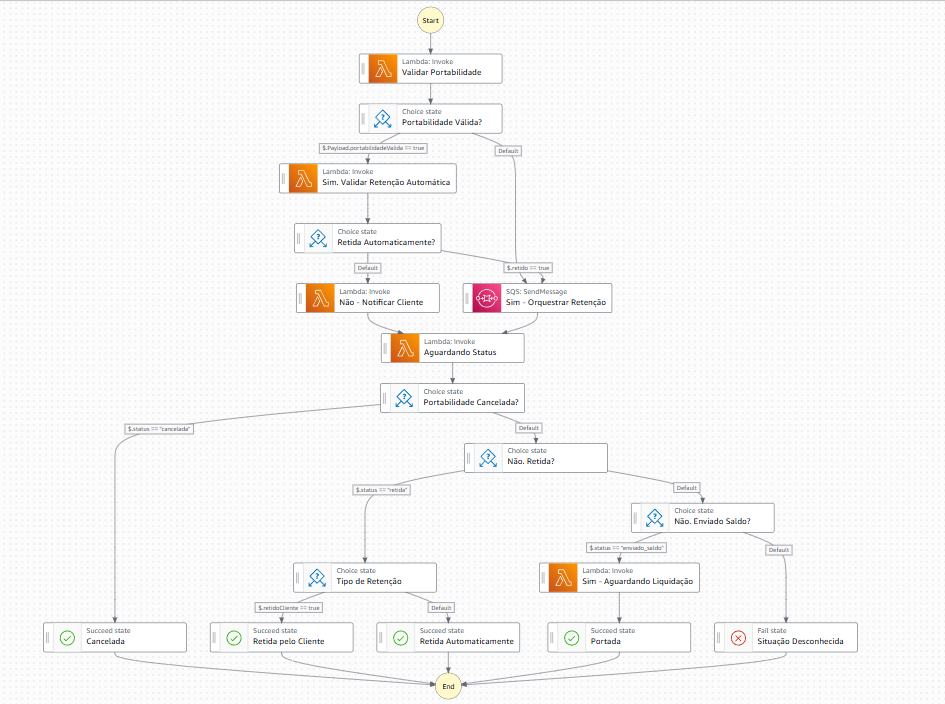 Start
Lambda: Invoke
Validar Portabilidade
Choice state
Portabilidade Válida?
$.Payload.portabilidadeValida == true
Default
Lambda: Invoke
Sim. Validar Retenção Automática
Choice state
Retida Automaticamente?
Default
$.retido == true
Lambda: Invoke
Não - Notificar Cliente
SQS: SendMessage
Sim - Orquestrar Retenção
Lambda: Invoke
Aguardando Status
Choice state
Portabilidade Cancelada?
$.status == "cancelada"
Default
Choice state
Não. Retida?
$.status == "retida"
Default
Choice state
Não. Enviado Saldo?
$.status == "enviado_saldo"
Default
Choice state
Tipo de Retenção
Lambda: Invoke
Sim - Aguardando Liquidação
$.retidoCliente == true
Default
Succeed state
Cancelada
Succeed state
Retida pelo Cliente
Succeed state
Retida Automaticamente
Succeed state
Portada
Fail state
Situação Desconhecida
End